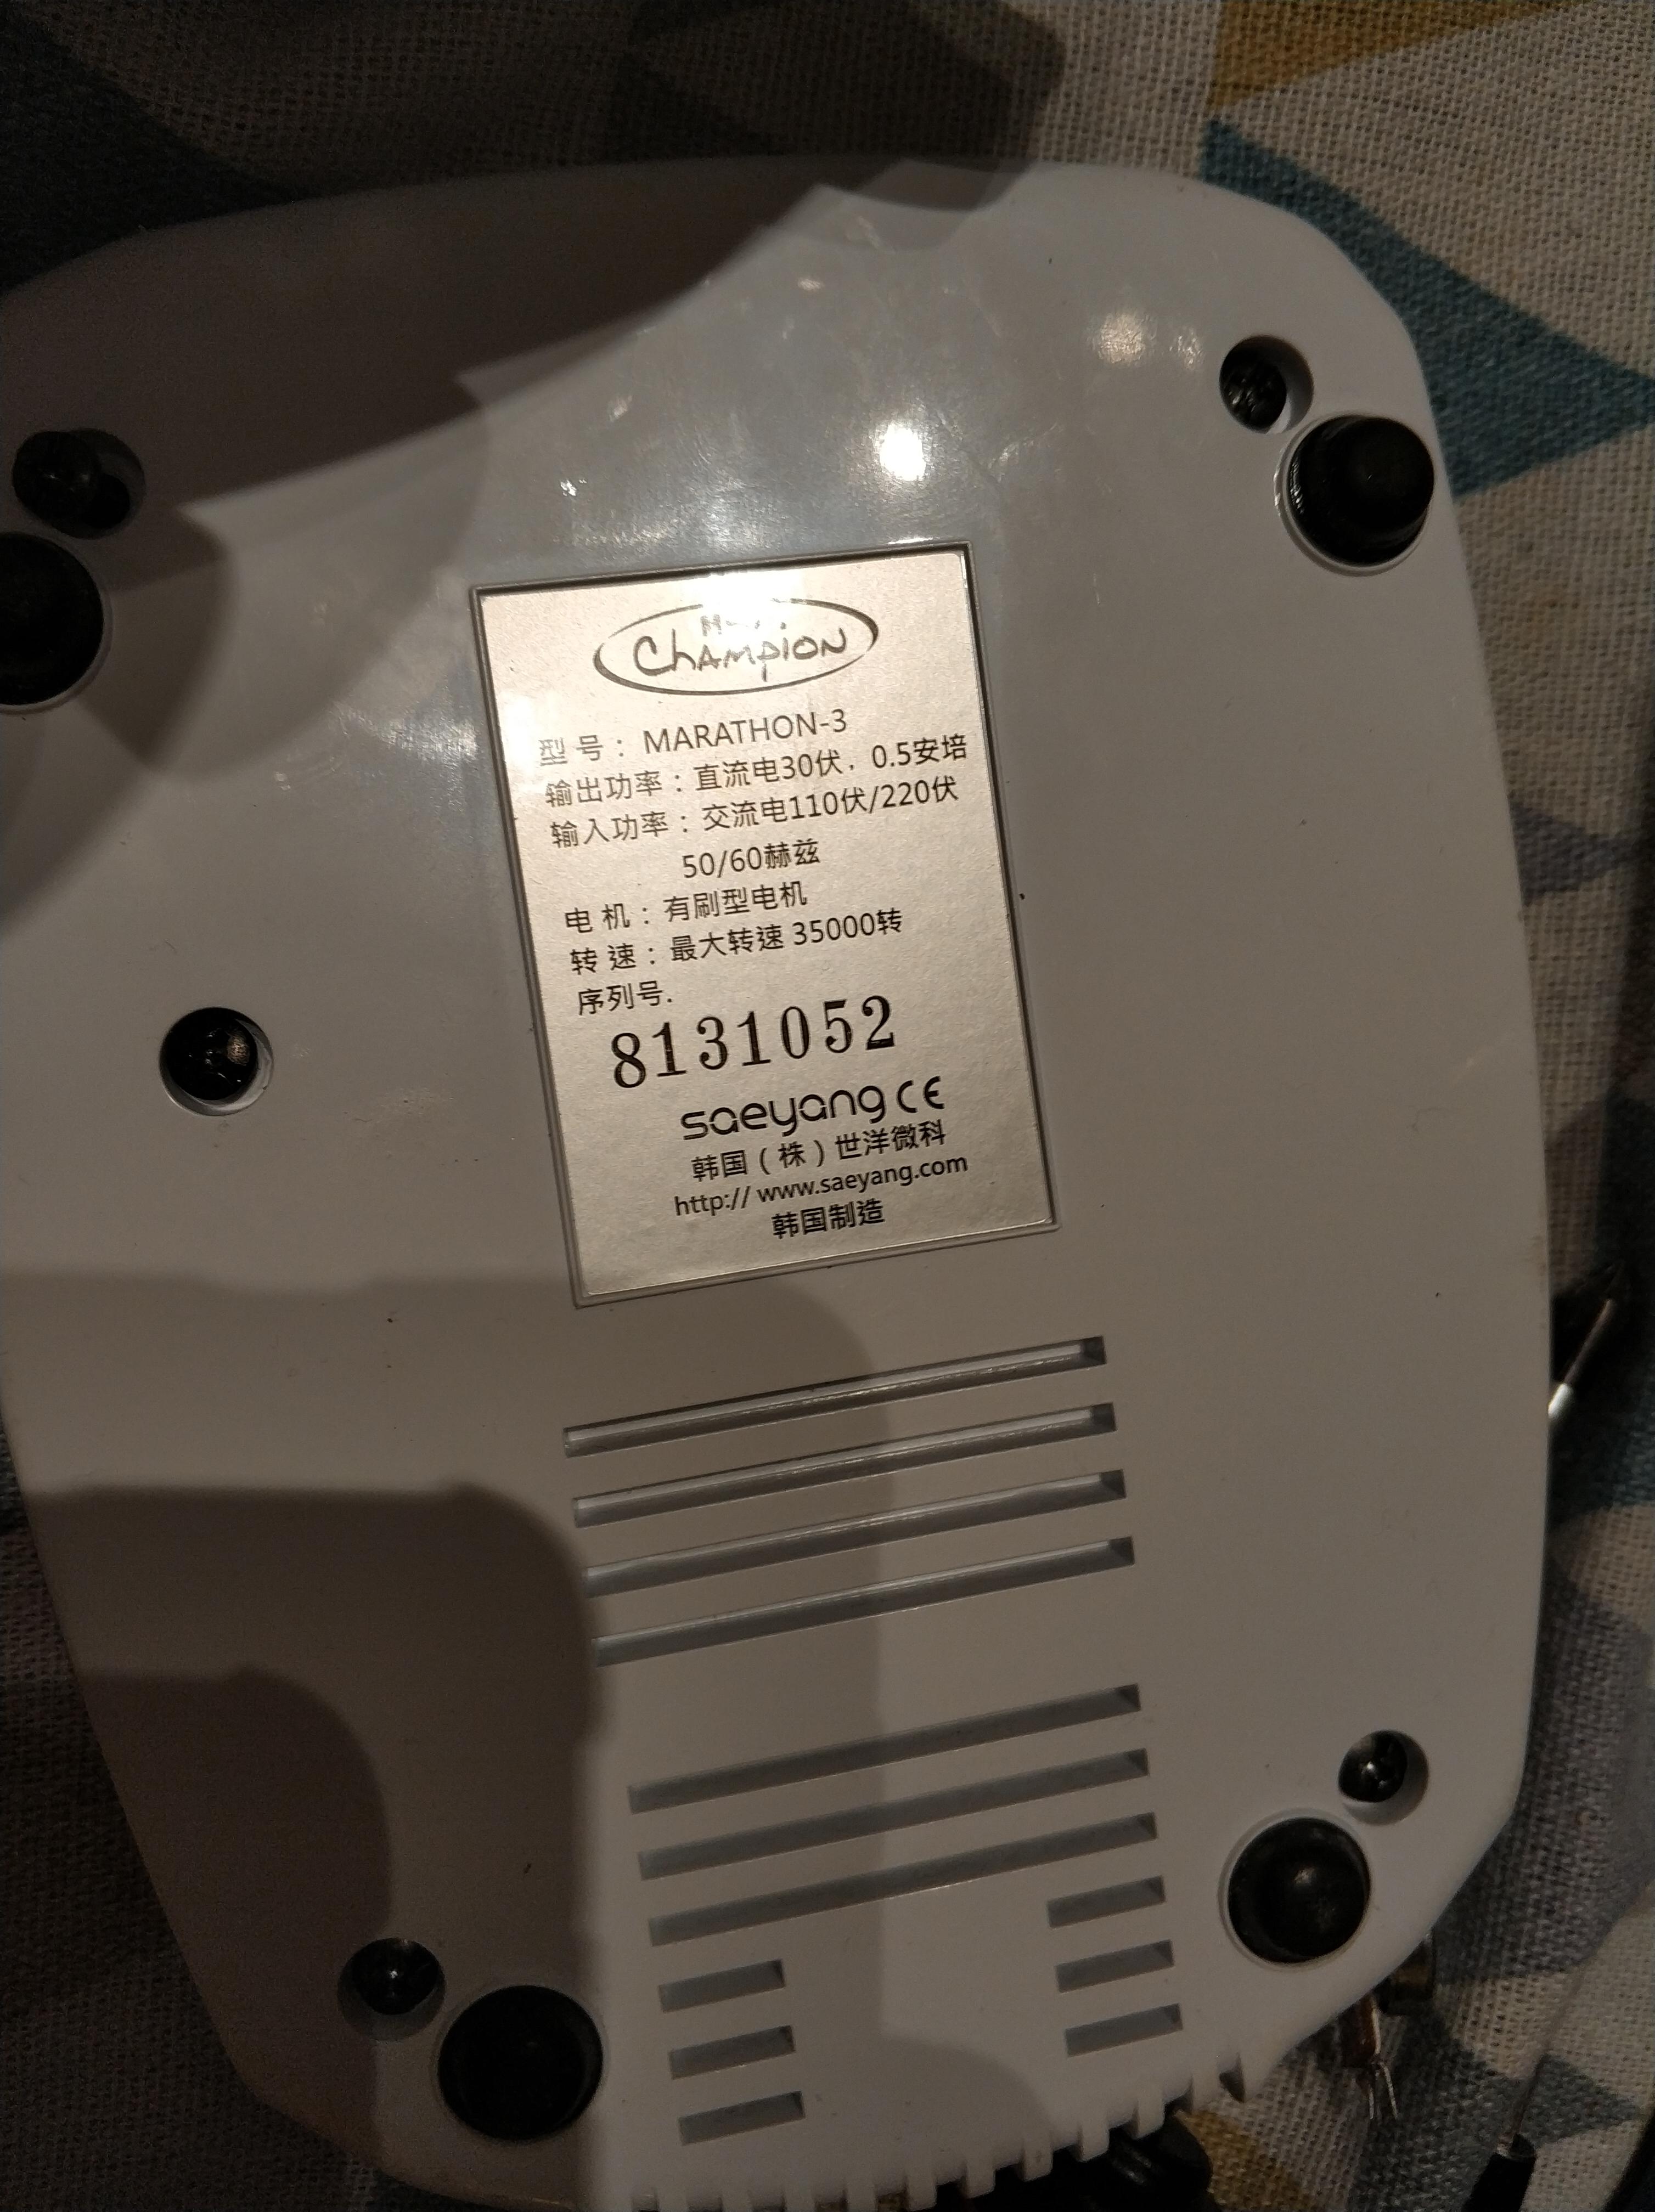 Champion
型 号： MARATHON-3
输出功率：直流电30伏．0.5安培
输入功率：交流电110伏/220伏
50/60赫兹
电 机：有刷型电机
转 速：最大转速 35000转
序列号.
8131052
saeyang CE
韩国（株）世洋微科
http:// www.saeyang.com
韩国制造